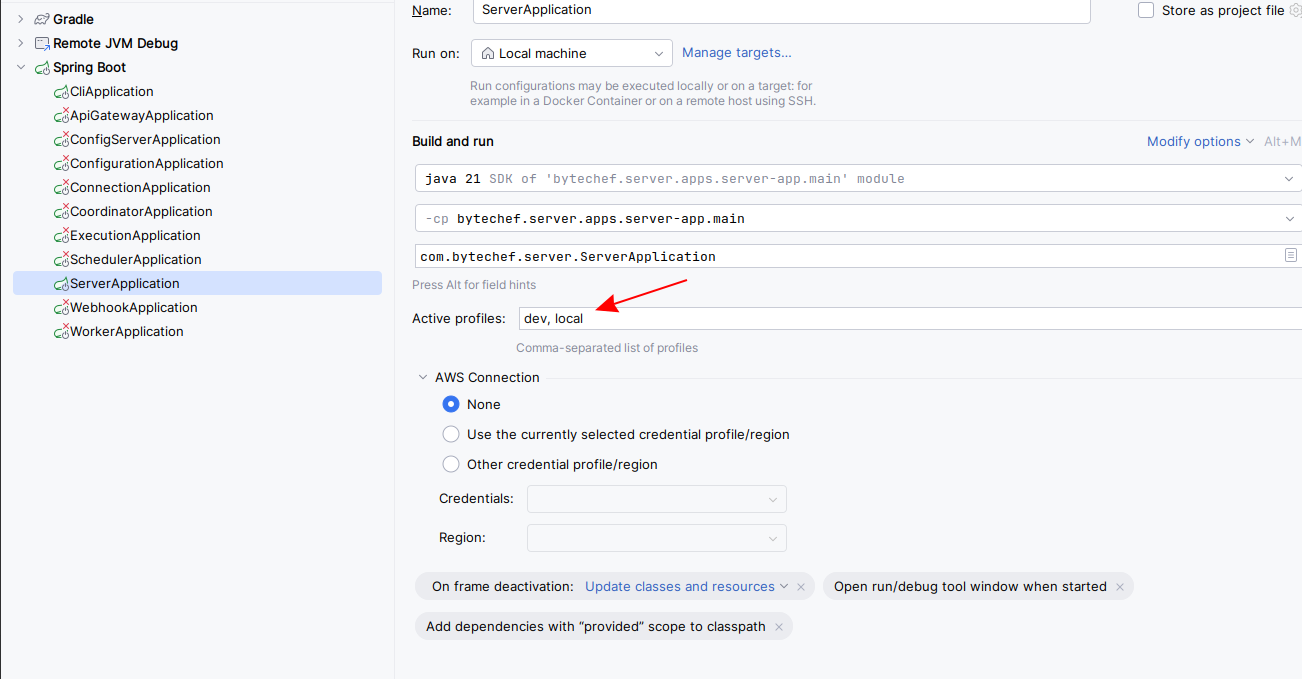 Gradle
Remote JVM Debug
Spring Boot
CliApplication
ApiGatewayApplication
ConfigServerApplication
ConfigurationApplication
ConnectionApplication
CoordinatorApplication
ExecutionApplication
SchedulerApplication
ServerApplication
WebhookApplication
WorkerApplication
Name: ServerApplication Store as project file
Run on: Local machine Manage targets...
Run configurations may be executed locally or on a target: for
example in a Docker Container or on a remote host using SSH.
Build and run Modify options Alt+M
java 21 SDK of 'bytechef.server.apps.server-app.main' module
-cp bytechef.server.apps.server-app.main
com.bytechef.server.ServerApplication
Press Alt for field hints
Active profiles: dev, local
Comma-separated list of profiles
AWS Connection
None
Use the currently selected credential profile/region
Other credential profile/region
Credentials:
Region:
On frame deactivation: Update classes and resources Open run/debug tool window when started
Add dependencies with “provided” scope to classpath